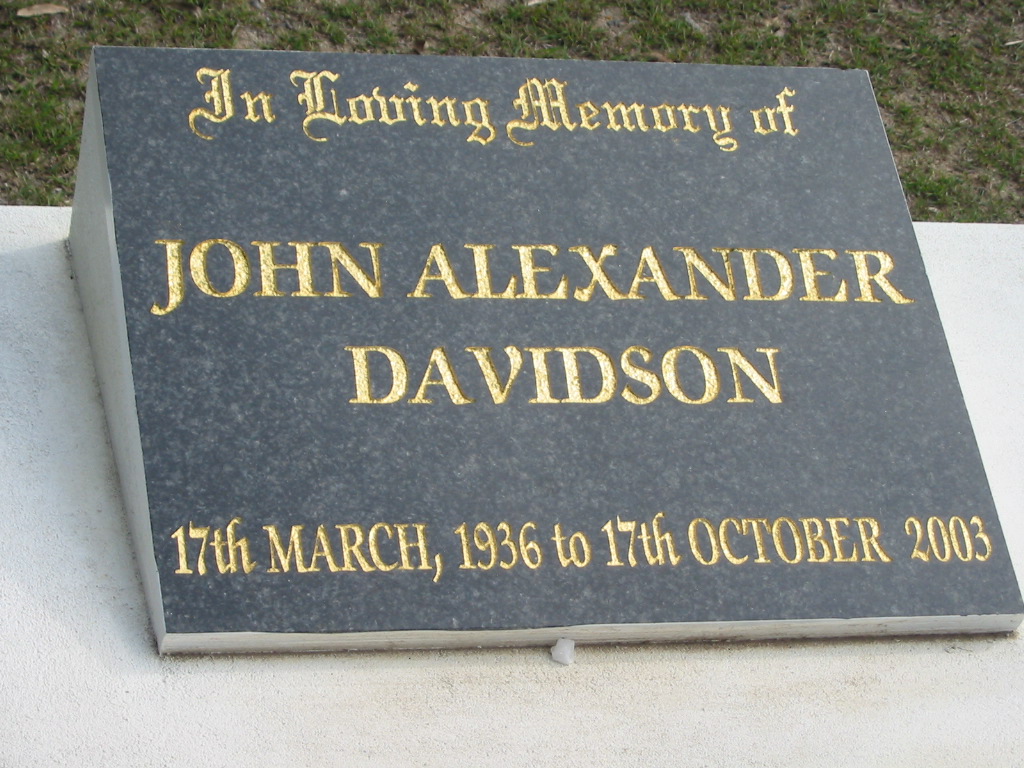 In Loving Memory of
JOHN ALEXANDER
DAVIDSON
17th MARCH, 1936 to 17th OCTOBER 2003